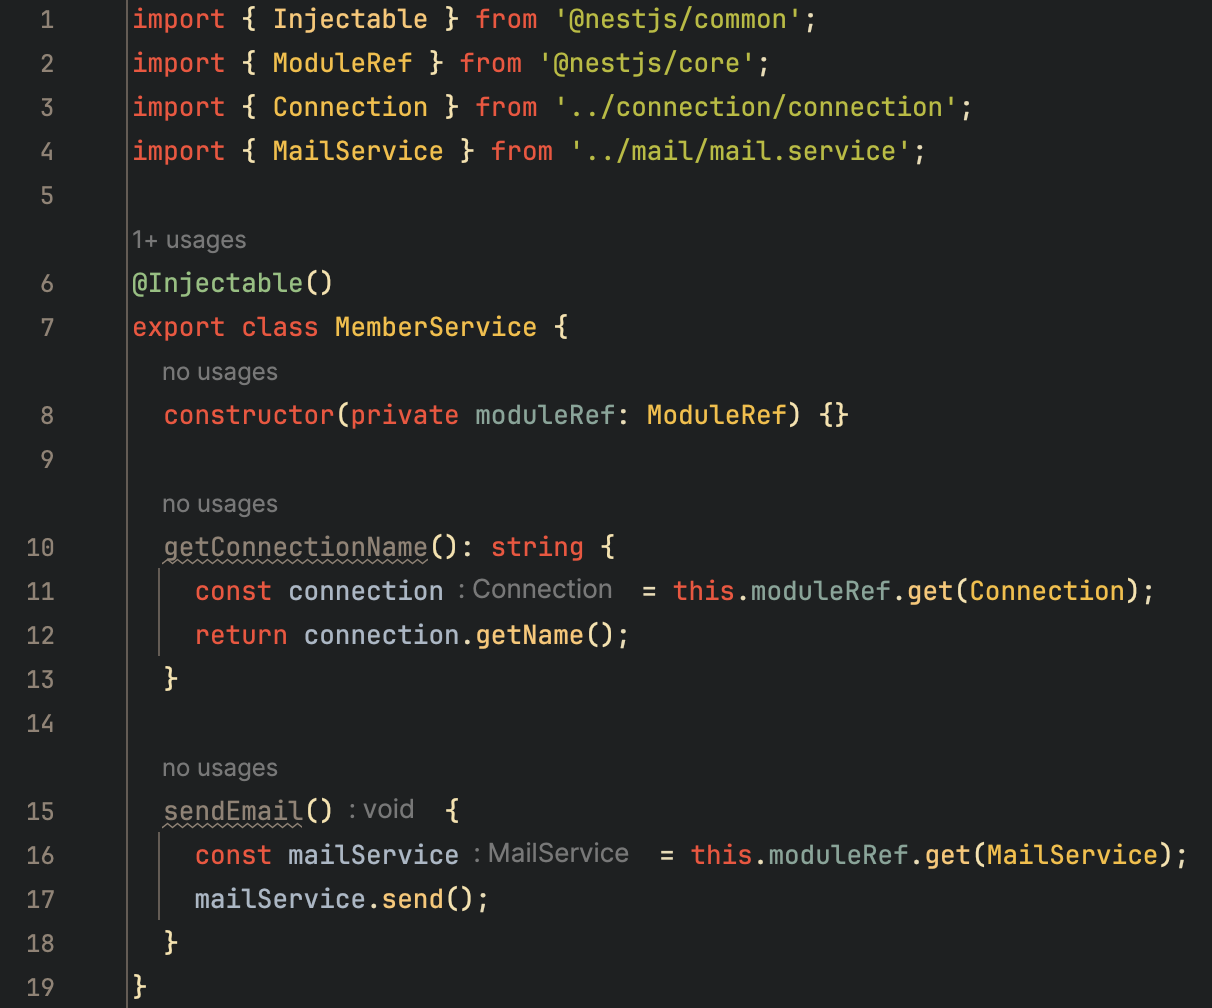 1 import { Injectable } from '@nestjs/common';
2 import { ModuleRef } from '@nestjs/core';
3 import { Connection } from '../connection/connection';
4 import { MailService } from '../mail/mail.service';
5
1+ usages
6 @Injectable()
7 export class MemberService {
no usages
8 constructor(private moduleRef: ModuleRef) {}
9
no usages
10 getConnectionName(): string {
11 const connection : Connection = this.moduleRef.get(Connection);
12 return connection.getName();
13 }
14
no usages
15 sendEmail() : void {
16 const mailService : MailService = this.moduleRef.get(MailService);
17 mailService.send();
18 }
19 }